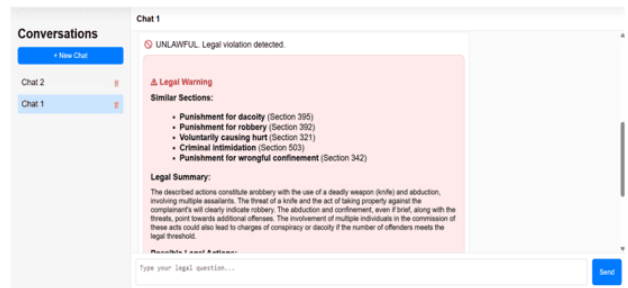 Chat 1
Conversations
+ New Chat
Chat 2
Chat 1
UNLAWFUL. Legal violation detected.
⚠ Legal Warning
Similar Sections:
• Punishment for dacoity (Section 395)
• Punishment for robbery (Section 392)
• Voluntarily causing hurt (Section 321)
• Criminal intimidation (Section 503)
• Punishment for wrongful confinement (Section 342)
Legal Summary:
The described actions constitute arobbery with the use of a deadly weapon (knife) and abduction,
involving multiple assailants. The threat of a knife and the act of taking property against the
complainant's will clearly indicate robbery. The abduction and confinement, even if brief, along with the
threats, point towards additional offenses. The involvement of multiple individuals in the commission of
these acts could also lead to charges of conspiracy or dacoity if the number of offenders meets the
legal threshold.
Possible Legal Actions:
Type your legal question...
Send